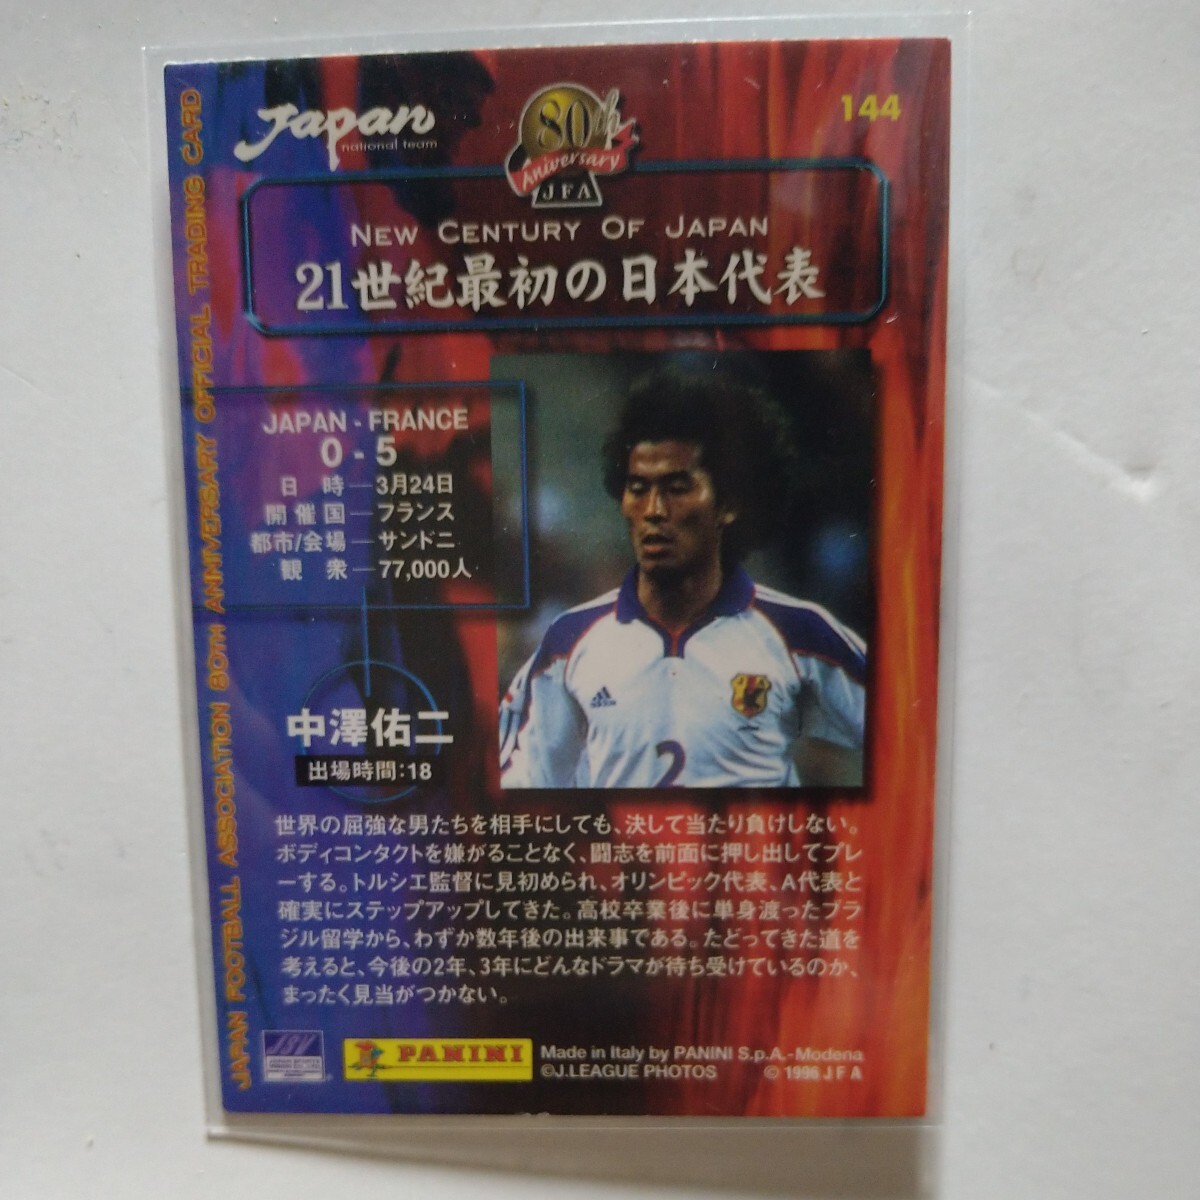 Japan
national team
80th
Anniversary
JFA
144
NEW CENTURY OF JAPAN
21世紀最初の日本代表
JAPAN - FRANCE
0 - 5
日 時―3月24日
開催国―フランス
都市/会場―サンドニ
観 衆―77,000人
中澤佑二
出場時間:18
2
世界の屈強な男たちを相手にしても、決して当たり負けしない。
ボディコンタクトを嫌がることなく、闘志を前面に押し出してプレ
ーする。トルシエ監督に見初められ、オリンピック代表、A代表と
確実にステップアップしてきた。高校卒業後に単身渡ったブラ
ジル留学から、わずか数年後の出来事である。たどってきた道を
考えると、今後の2年、3年にどんなドラマが待ち受けているのか、
まったく見当がつかない。
JSV
PANINI
Made in Italy by PANINI S.p.A.-Modena
©J.LEAGUE PHOTOS © 1996 J F A
JAPAN FOOTBALL ASSOCIATION 80TH ANNIVERSARY OFFICIAL TRADING CARD